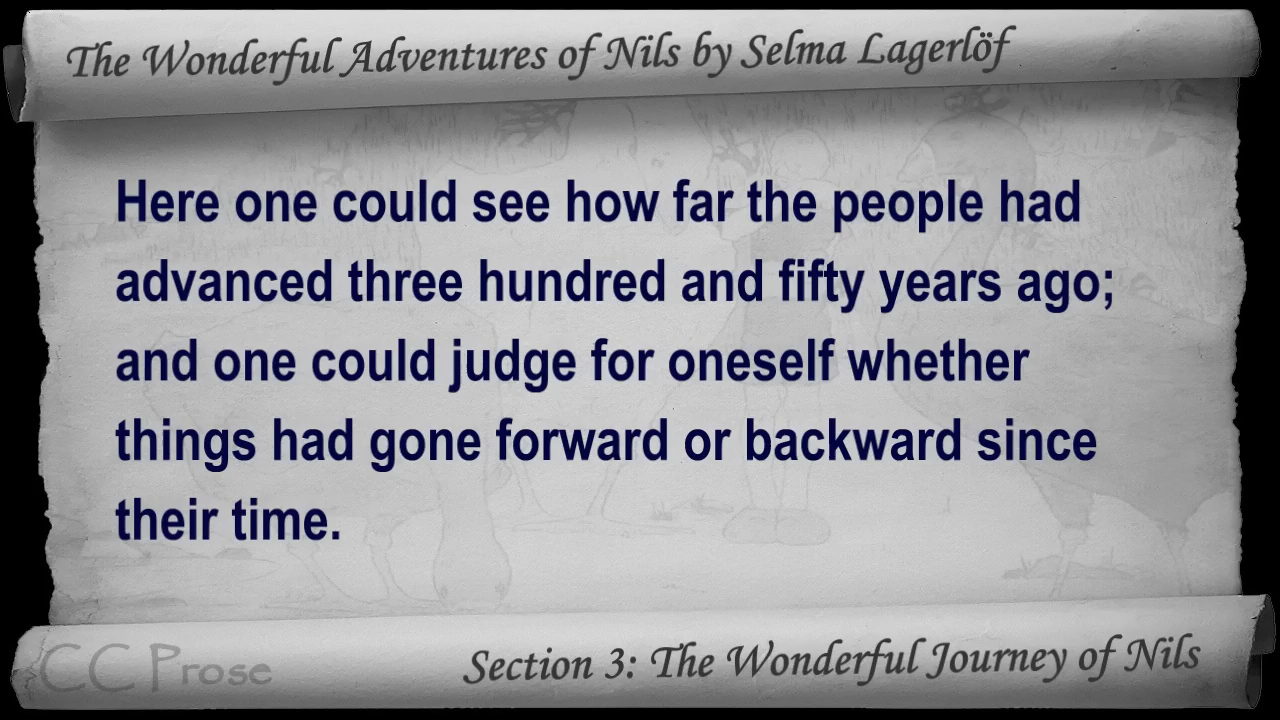 The Wonderful Adventures of Nils by Selma Lagerlöf
Here one could see how far the people had
advanced three hundred and fifty years ago;
and one could judge for oneself whether
things had gone forward or backward since
their time.
CC Prose
Section 3: The Wonderful Journey of Nils